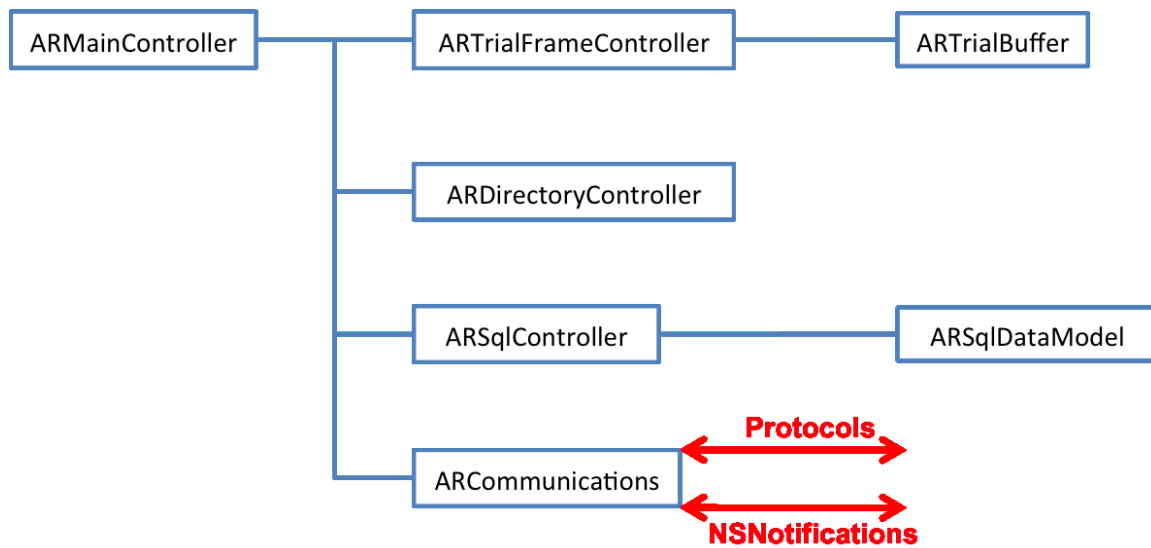 ARMainController
ARTrialFrameController
ARTrialBuffer
ARDirectoryController
ARSqlController
ARSqlDataModel
Protocols
ARCommunications
NSNotifications